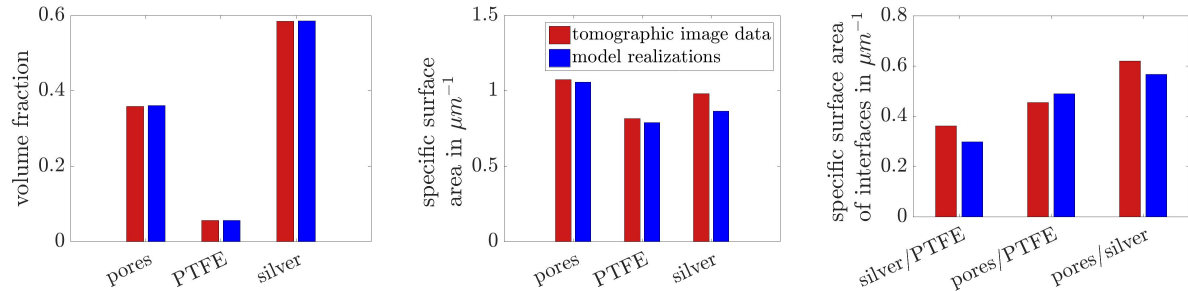 volume fraction
0.6
0.4
0.2
0
pores
PTFE
silver
specific surface
area in μm⁻¹
1.5
1
0.5
0
tomographic image data
model realizations
pores
PTFE
silver
specific surface area
of interfaces in μm⁻¹
0.8
0.6
0.4
0.2
0
silver/PTFE
pores/PTFE
pores/silver